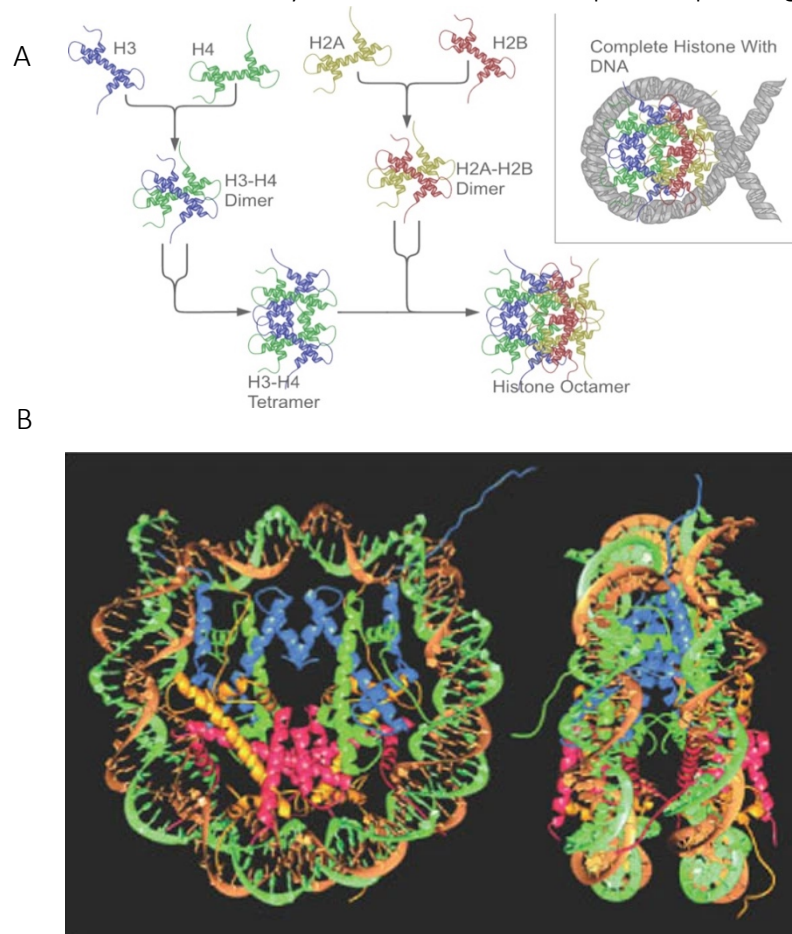 A
H3
H4
H2A
H2B
Complete Histone With
DNA
H3-H4
Dimer
H2A-H2B
Dimer
H3-H4
Tetramer
Histone Octamer
B